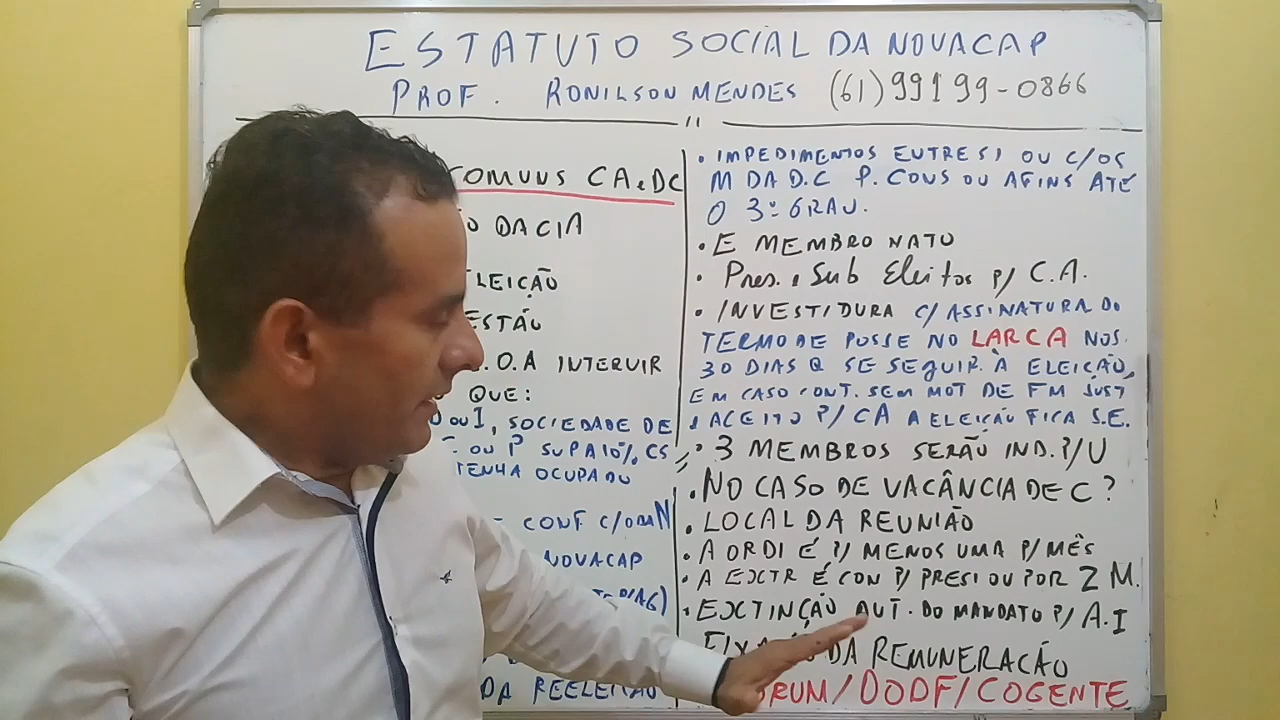 ESTATUTO SOCIAL DA NOVACAP
PROF. RONILSON MENDES (61) 99199-0866
COMUNS CA e DC
DA CIA
LEIÇÃO
ESTÃO
.O.A INTERVIR
QUE:
OU I, SOCIEDADE DE
OU P SUP A 10% CS
TENHA OCUPADO
CONF. C/O DAN
NOVACAP
P/AG)
DA REELEIÇÃO
• IMPEDIMENTOS ENTRE SI OU C/OS
M DA D.C P. CONS OU AFINS ATÉ
O 3º GRAU.
• E MEMBRO NATO
• Pres. e Sub Eleitos P/ C.A.
• INVESTIDURA C/ ASSINATURA DO
TERMO DE POSSE NO LARCA NOS
30 DIAS Q SE SEGUIR À ELEIÇÃO,
EM CASO CONT. SEM MOT DE FM JUST
ACEITO P/ CA A ELEIÇÃO FICA S.E.
• 3 MEMBROS SERÃO IND. P/U
• NO CASO DE VACÂNCIA DE C?
• LOCAL DA REUNIÃO
• A ORDI É P/ MENOS UMA P/ MÊS
• A EXTR É CON P/ PRESI OU POR 2 M.
• EXTINÇÃO AUT. DO MANDATO P/ A.I
DA REMUNERAÇÃO
RUM/DODF/COGENTE